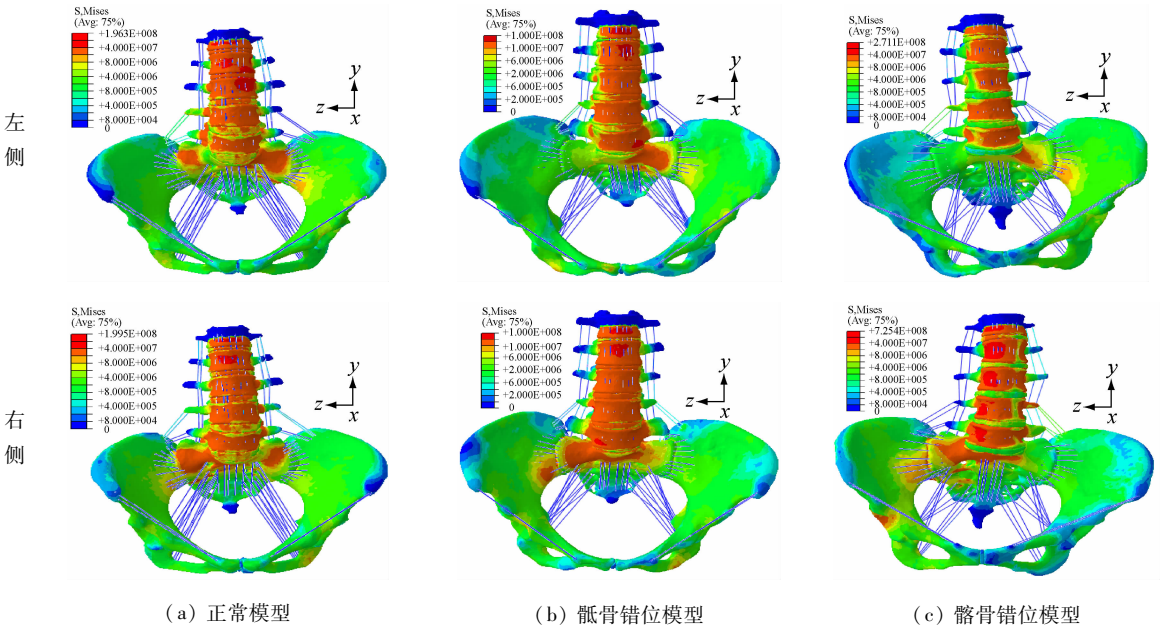 S,Mises
(Avg: 75%)
+1.963E+008
+4.000E+007
+8.000E+006
+4.000E+006
+8.000E+005
+4.000E+005
+8.000E+004
0
y
z
x
S,Mises
(Avg: 75%)
+1.000E+008
+1.000E+007
+6.000E+006
+2.000E+006
+6.000E+005
+2.000E+005
0
y
z
x
S,Mises
(Avg: 75%)
+2.711E+008
+4.000E+007
+8.000E+006
+4.000E+006
+8.000E+005
+4.000E+005
+8.000E+004
0
y
z
x
左
侧
S,Mises
(Avg: 75%)
+1.995E+008
+4.000E+007
+8.000E+006
+4.000E+006
+8.000E+005
+4.000E+005
+8.000E+004
0
y
z
x
S,Mises
(Avg: 75%)
+1.000E+008
+1.000E+007
+6.000E+006
+2.000E+006
+6.000E+005
+2.000E+005
0
y
z
x
S,Mises
(Avg: 75%)
+7.254E+008
+4.000E+007
+8.000E+006
+4.000E+006
+8.000E+005
+4.000E+005
+8.000E+004
0
y
z
x
右
侧
(a) 正常模型
(b) 骶骨错位模型
(c) 髂骨错位模型